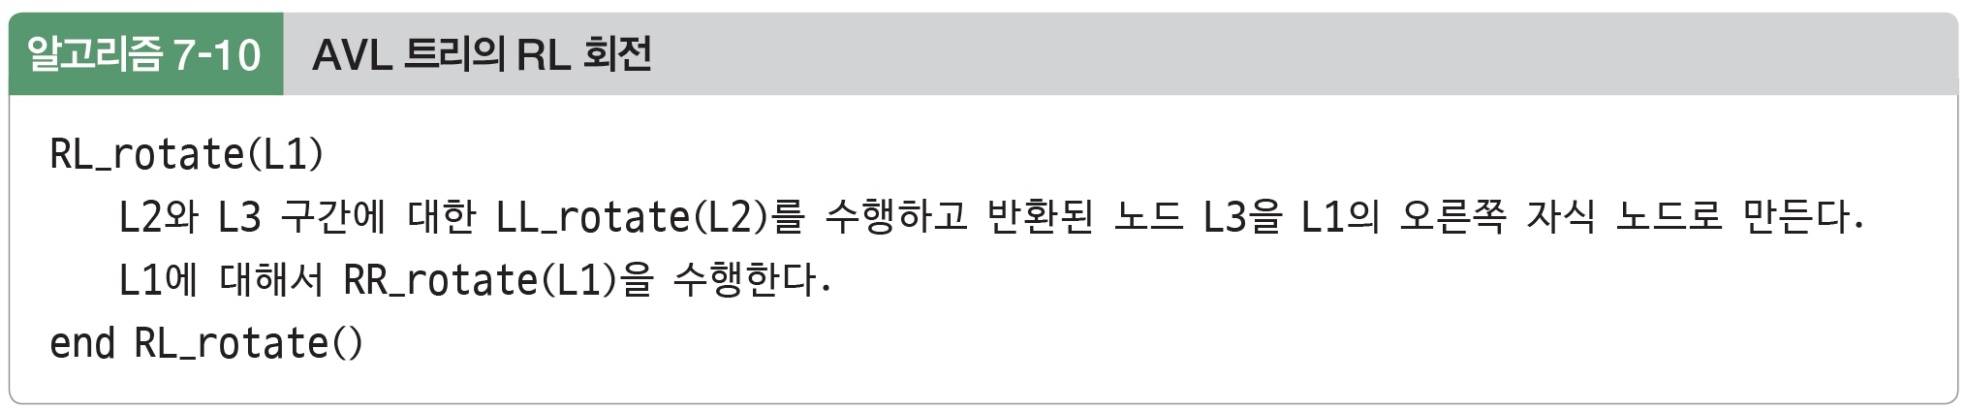 알고리즘 7-10 AVL 트리의 RL 회전
RL_rotate(L1)
L2와 L3 구간에 대한 LL_rotate(L2)를 수행하고 반환된 노드 L3을 L1의 오른쪽 자식 노드로 만든다.
L1에 대해서 RR_rotate(L1)을 수행한다.
end RL_rotate()